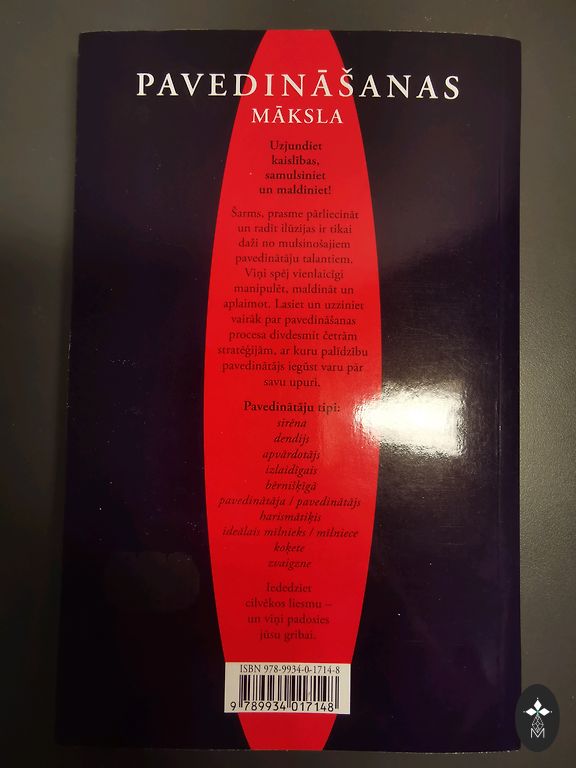 PAVEDINĀŠANAS
MĀKSLA
Uzjundiet
kaislības,
samulsiniet
un maldiniet!
Šarms, prasme pārliecināt
un radīt ilūzijas ir tikai
daži no mulsinošajiem
pavedinātāju talantiem.
Viņi spēj vienlaicīgi
manipulēt, maldināt un
aplaimot. Lasiet un uzziniet
vairāk par pavedināšanas
procesa divdesmit četrām
stratēģijām, ar kuru palīdzību
pavedinātājs iegūst varu pār
savu upuri.
Pavedinātāju tipi:
sirēna
dendijs
apvārdotājs
izlaidīgais
bērnišķīgā
pavedinātāja / pavedinātājs
harismātiķis
ideālais mīlnieks / mīlniece
koķete
zvaigzne
Iededziet
cilvēkos liesmu –
un viņi padosies
jūsu gribai.
ISBN 978-9934-0-1714-8
9 789934 017148
M